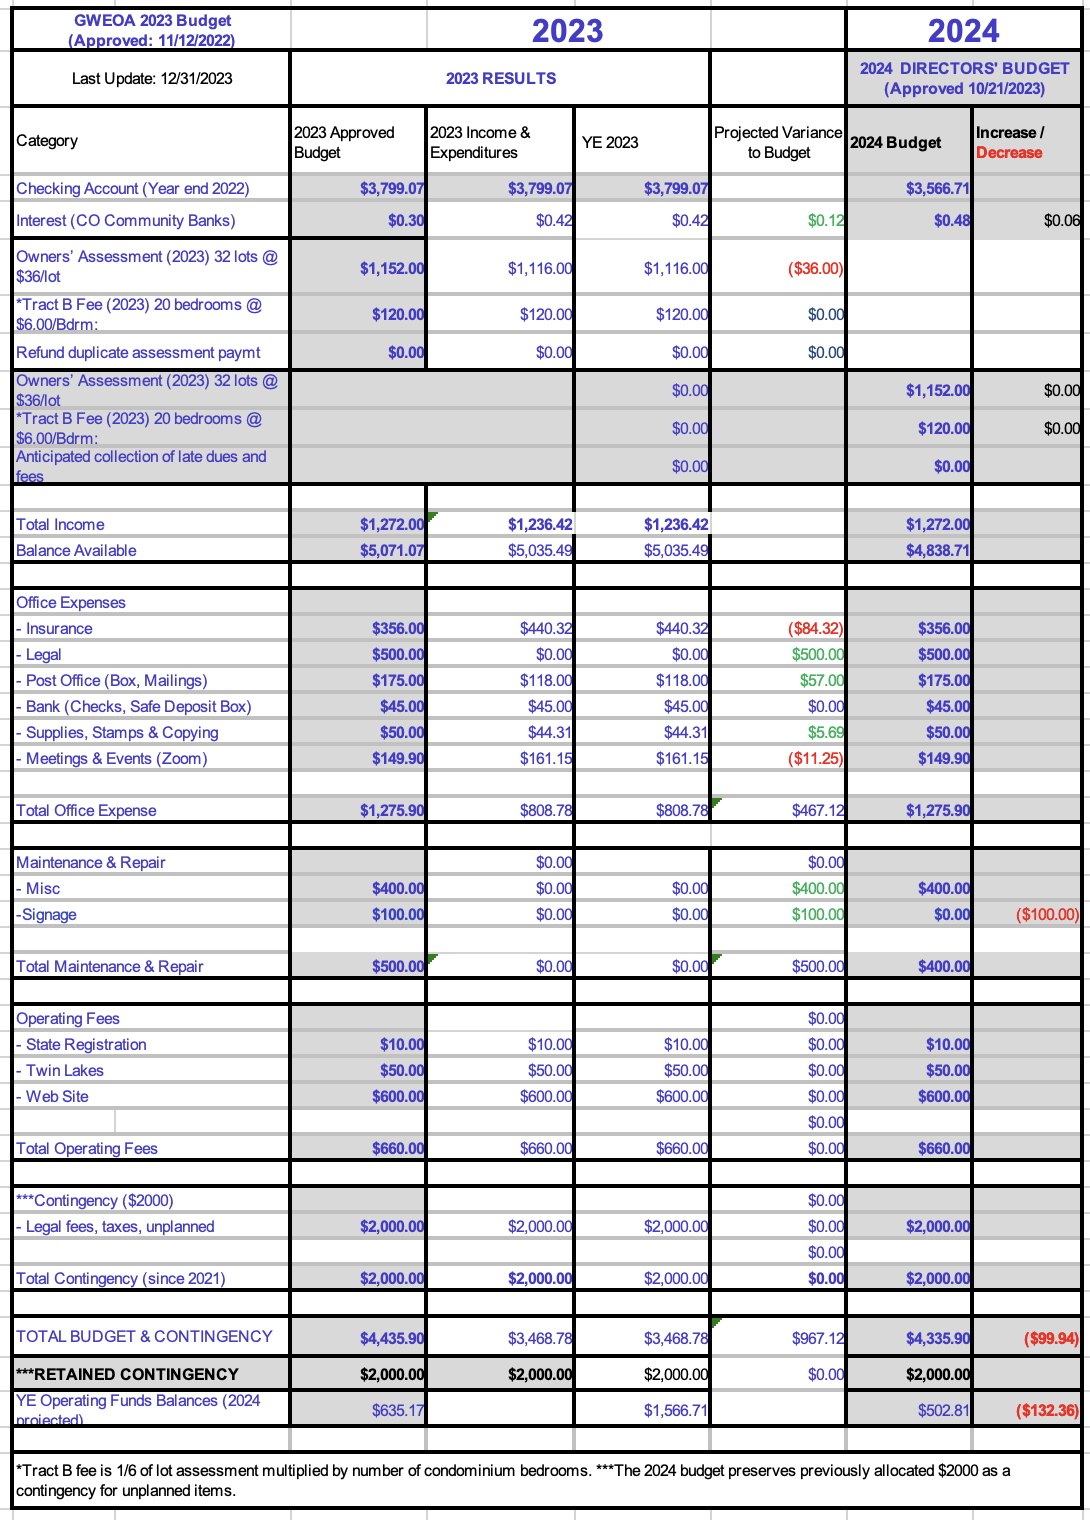 GWEOA 2023 Budget
(Approved: 11/12/2022)
2023
2024
Last Update: 12/31/2023
2023 RESULTS
2024 DIRECTORS' BUDGET
(Approved 10/21/2023)
Category
2023 Approved
Budget
2023 Income &
Expenditures
YE 2023
Projected Variance
to Budget
2024 Budget
Increase /
Decrease
Checking Account (Year end 2022) $3,799.07 $3,799.07 $3,799.07 $3,566.71
Interest (CO Community Banks) $0.30 $0.42 $0.42 $0.12 $0.48 $0.06
Owners' Assessment (2023) 32 lots @
$36/lot
$1,152.00 $1,116.00 $1,116.00 ($36.00)
*Tract B Fee (2023) 20 bedrooms @
$6.00/Bdrm:
$120.00 $120.00 $120.00 $0.00
Refund duplicate assessment paymt $0.00 $0.00 $0.00 $0.00
Owners' Assessment (2023) 32 lots @
$36/lot
$0.00 $1,152.00 $0.00
*Tract B Fee (2023) 20 bedrooms @
$6.00/Bdrm:
$0.00 $120.00 $0.00
Anticipated collection of late dues and
fees
$0.00 $0.00
Total Income $1,272.00 $1,236.42 $1,236.42 $1,272.00
Balance Available $5,071.07 $5,035.49 $5,035.49 $4,838.71
Office Expenses
- Insurance $356.00 $440.32 $440.32 ($84.32) $356.00
- Legal $500.00 $0.00 $0.00 $500.00 $500.00
- Post Office (Box, Mailings) $175.00 $118.00 $118.00 $57.00 $175.00
- Bank (Checks, Safe Deposit Box) $45.00 $45.00 $45.00 $0.00 $45.00
- Supplies, Stamps & Copying $50.00 $44.31 $44.31 $5.69 $50.00
- Meetings & Events (Zoom) $149.90 $161.15 $161.15 ($11.25) $149.90
Total Office Expense $1,275.90 $808.78 $808.78 $467.12 $1,275.90
Maintenance & Repair $0.00 $0.00
- Misc $400.00 $0.00 $0.00 $400.00 $400.00
-Signage $100.00 $0.00 $0.00 $100.00 $0.00 ($100.00)
Total Maintenance & Repair $500.00 $0.00 $0.00 $500.00 $400.00
Operating Fees $0.00
- State Registration $10.00 $10.00 $10.00 $0.00 $10.00
- Twin Lakes $50.00 $50.00 $50.00 $0.00 $50.00
- Web Site $600.00 $600.00 $600.00 $0.00 $600.00
$0.00
Total Operating Fees $660.00 $660.00 $660.00 $0.00 $660.00
***Contingency ($2000) $0.00
- Legal fees, taxes, unplanned $2,000.00 $2,000.00 $2,000.00 $0.00 $2,000.00
$0.00
Total Contingency (since 2021) $2,000.00 $2,000.00 $2,000.00 $0.00 $2,000.00
TOTAL BUDGET & CONTINGENCY $4,435.90 $3,468.78 $3,468.78 $967.12 $4,335.90 ($99.94)
***RETAINED CONTINGENCY $2,000.00 $2,000.00 $2,000.00 $0.00 $2,000.00
YE Operating Funds Balances (2024
projected)
$635.17 $1,566.71 $502.81 ($132.36)
*Tract B fee is 1/6 of lot assessment multiplied by number of condominium bedrooms. ***The 2024 budget preserves previously allocated $2000 as a
contingency for unplanned items.